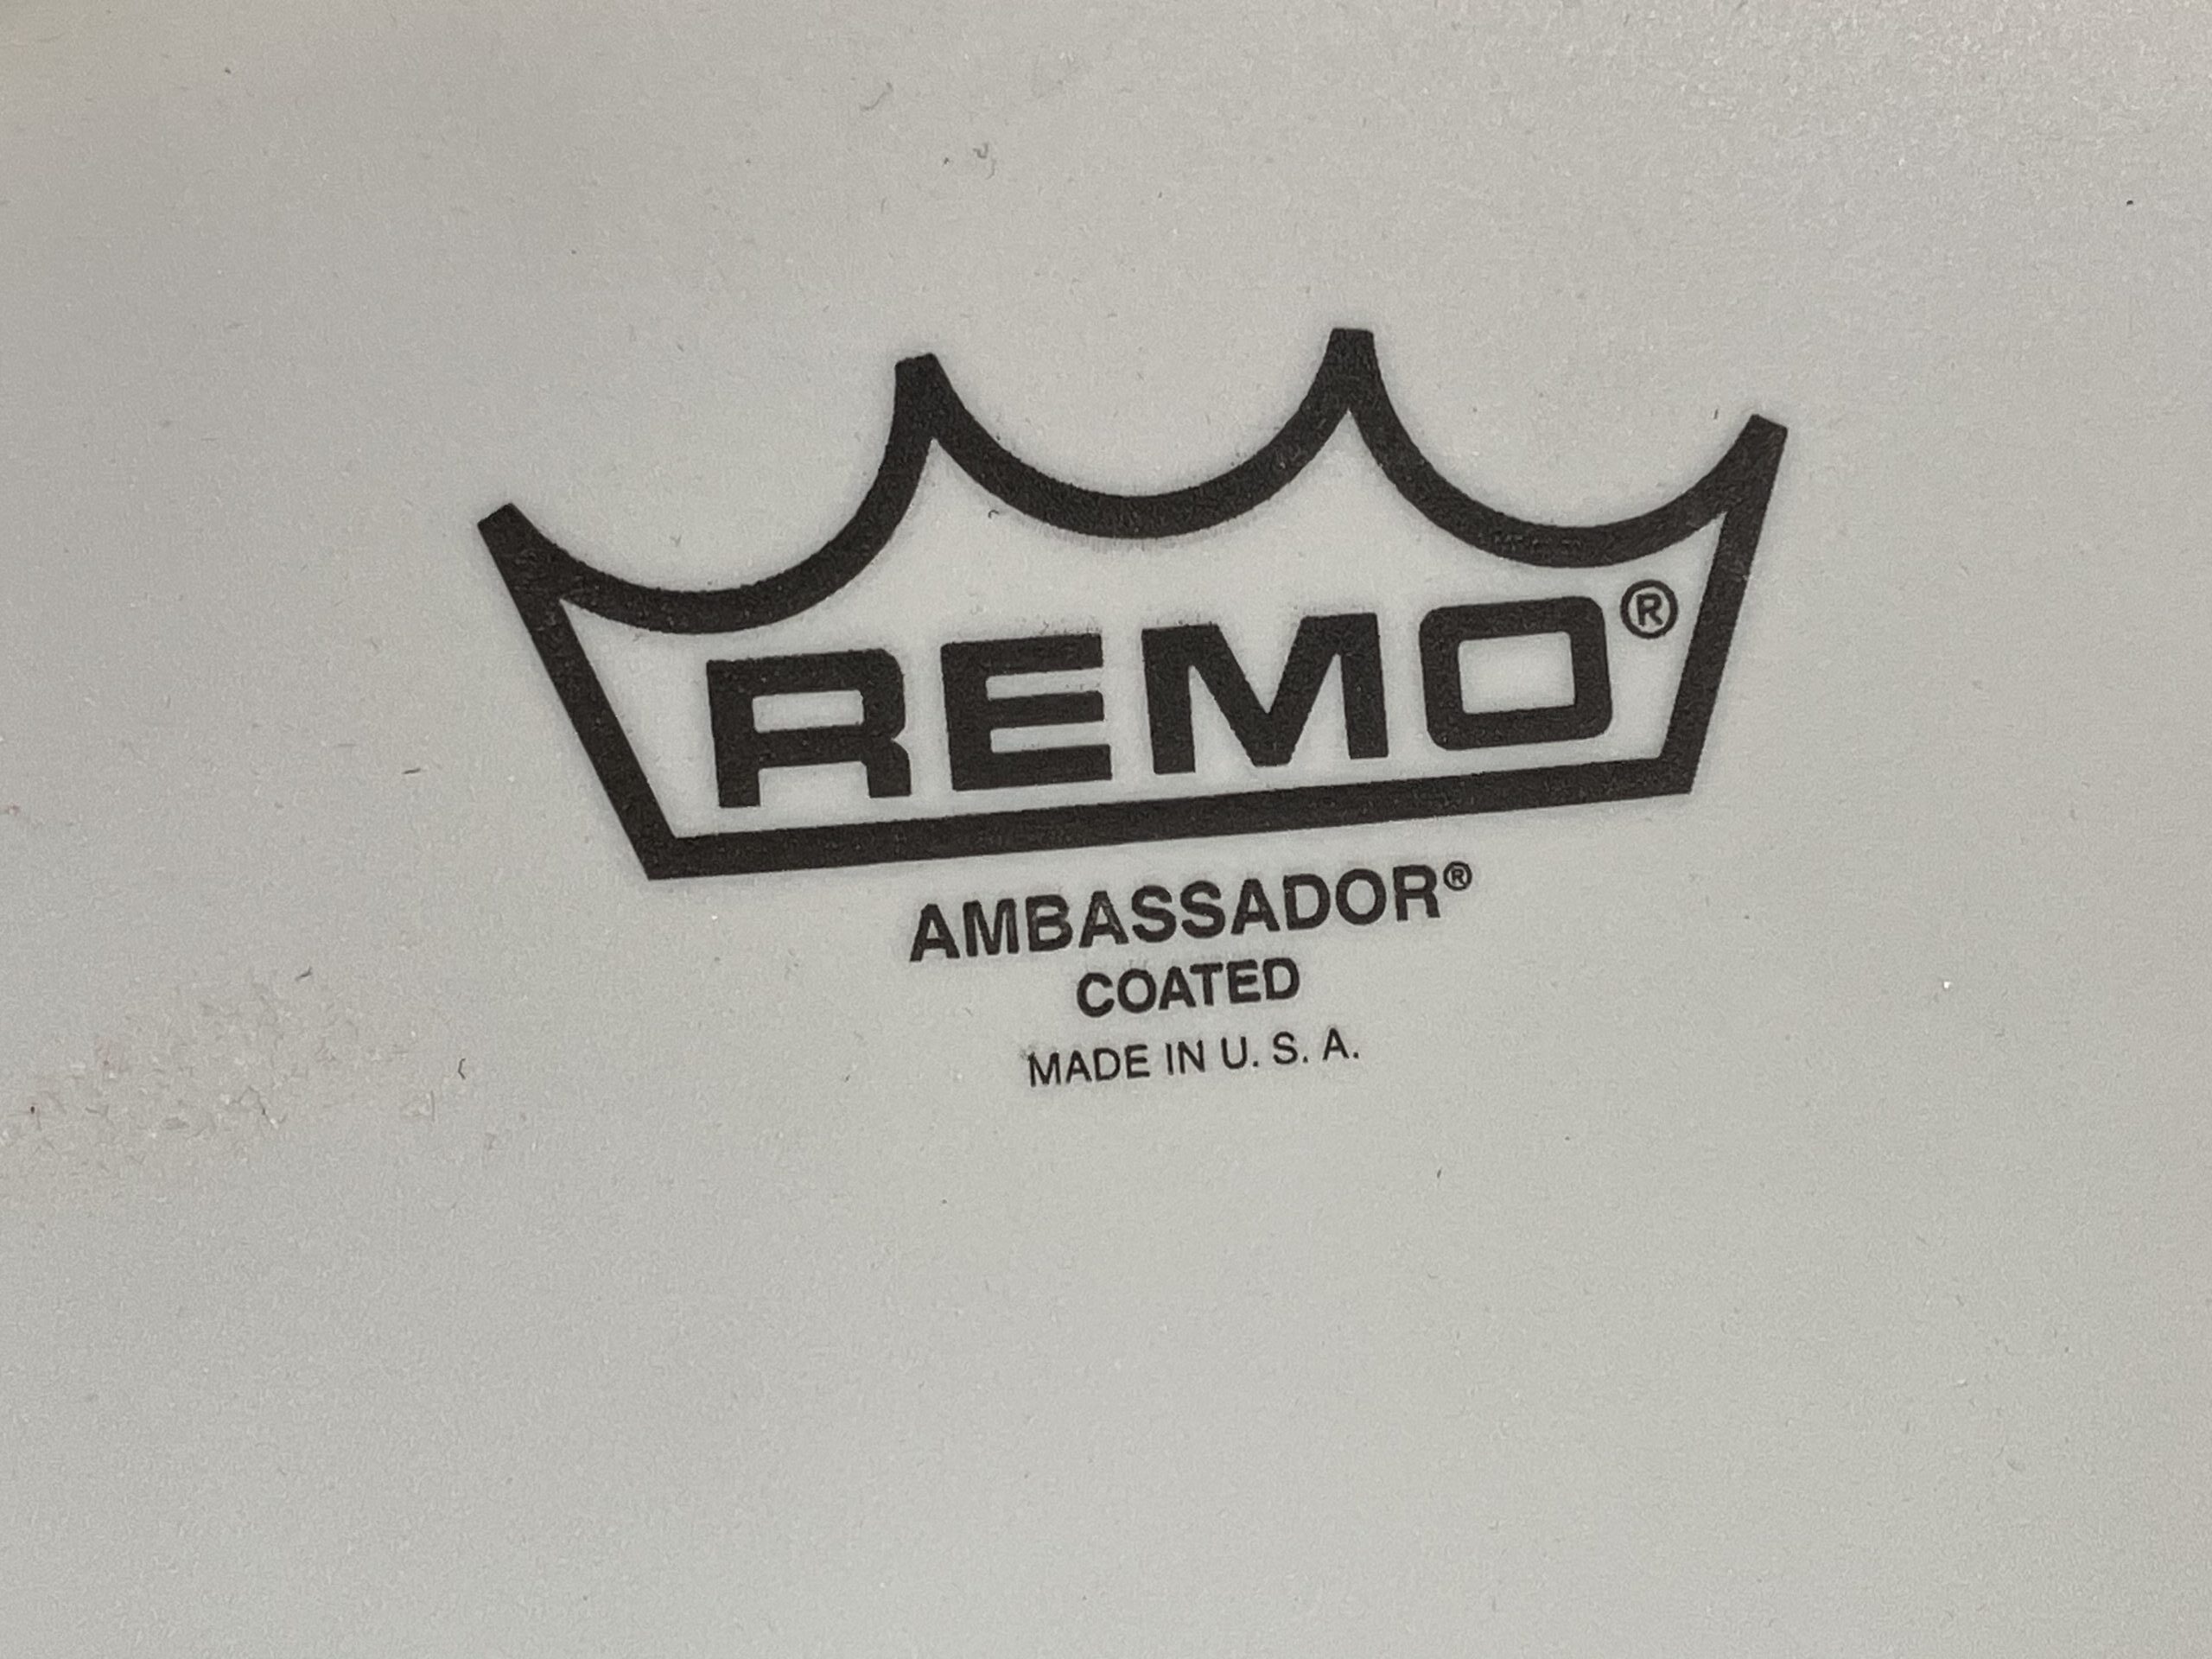 REMO®
AMBASSADOR®
COATED
MADE IN U. S. A.